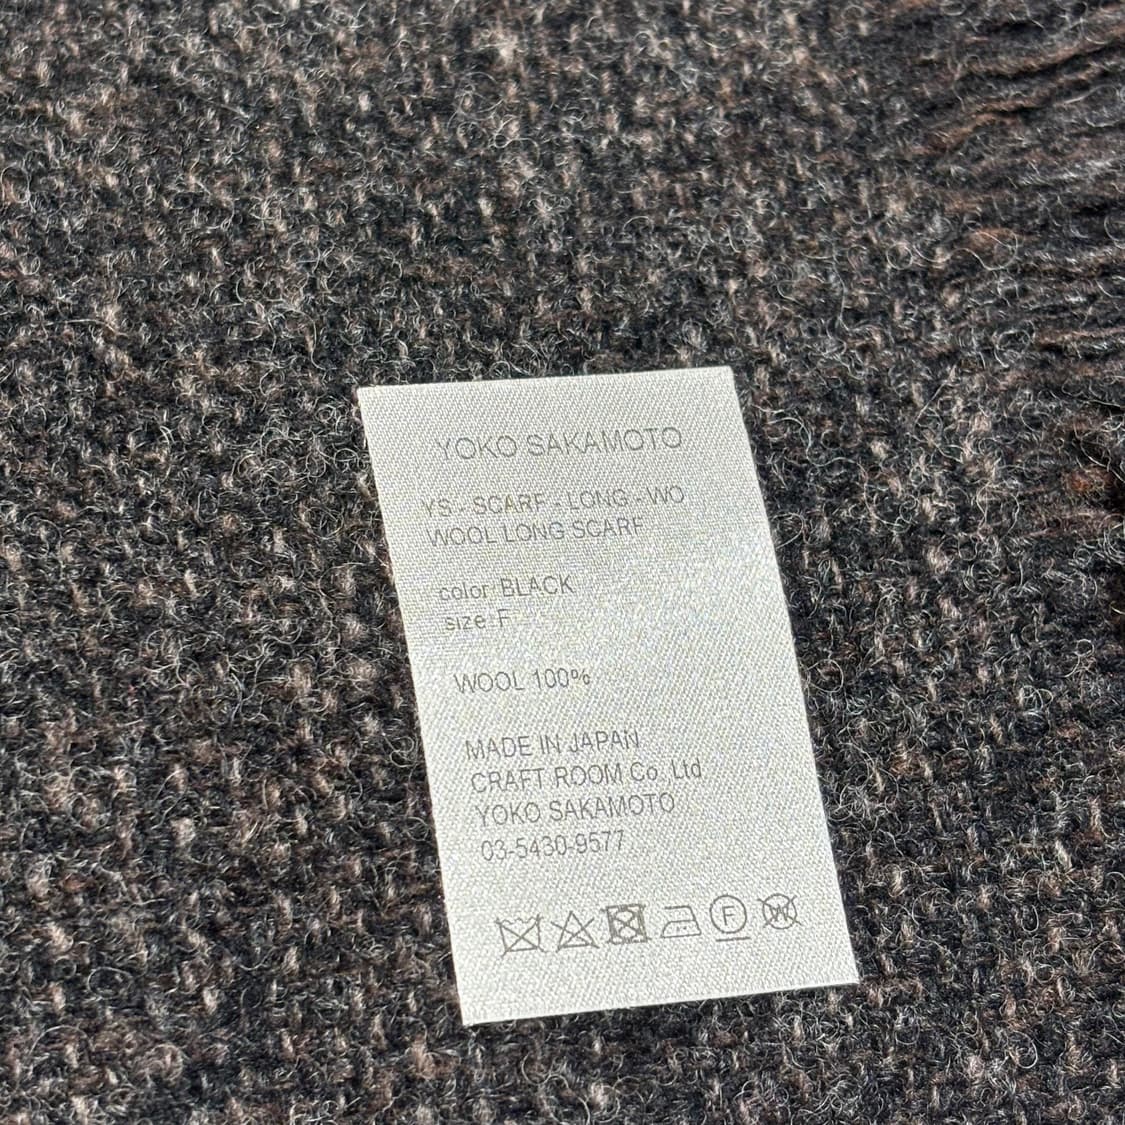 YOKO SAKAMOTO
YS - SCARF - LONG - WO
WOOL LONG SCARF
color: BLACK
size: F
WOOL 100%
MADE IN JAPAN
CRAFT ROOM Co.,Ltd
YOKO SAKAMOTO
03-5430-9577
F W